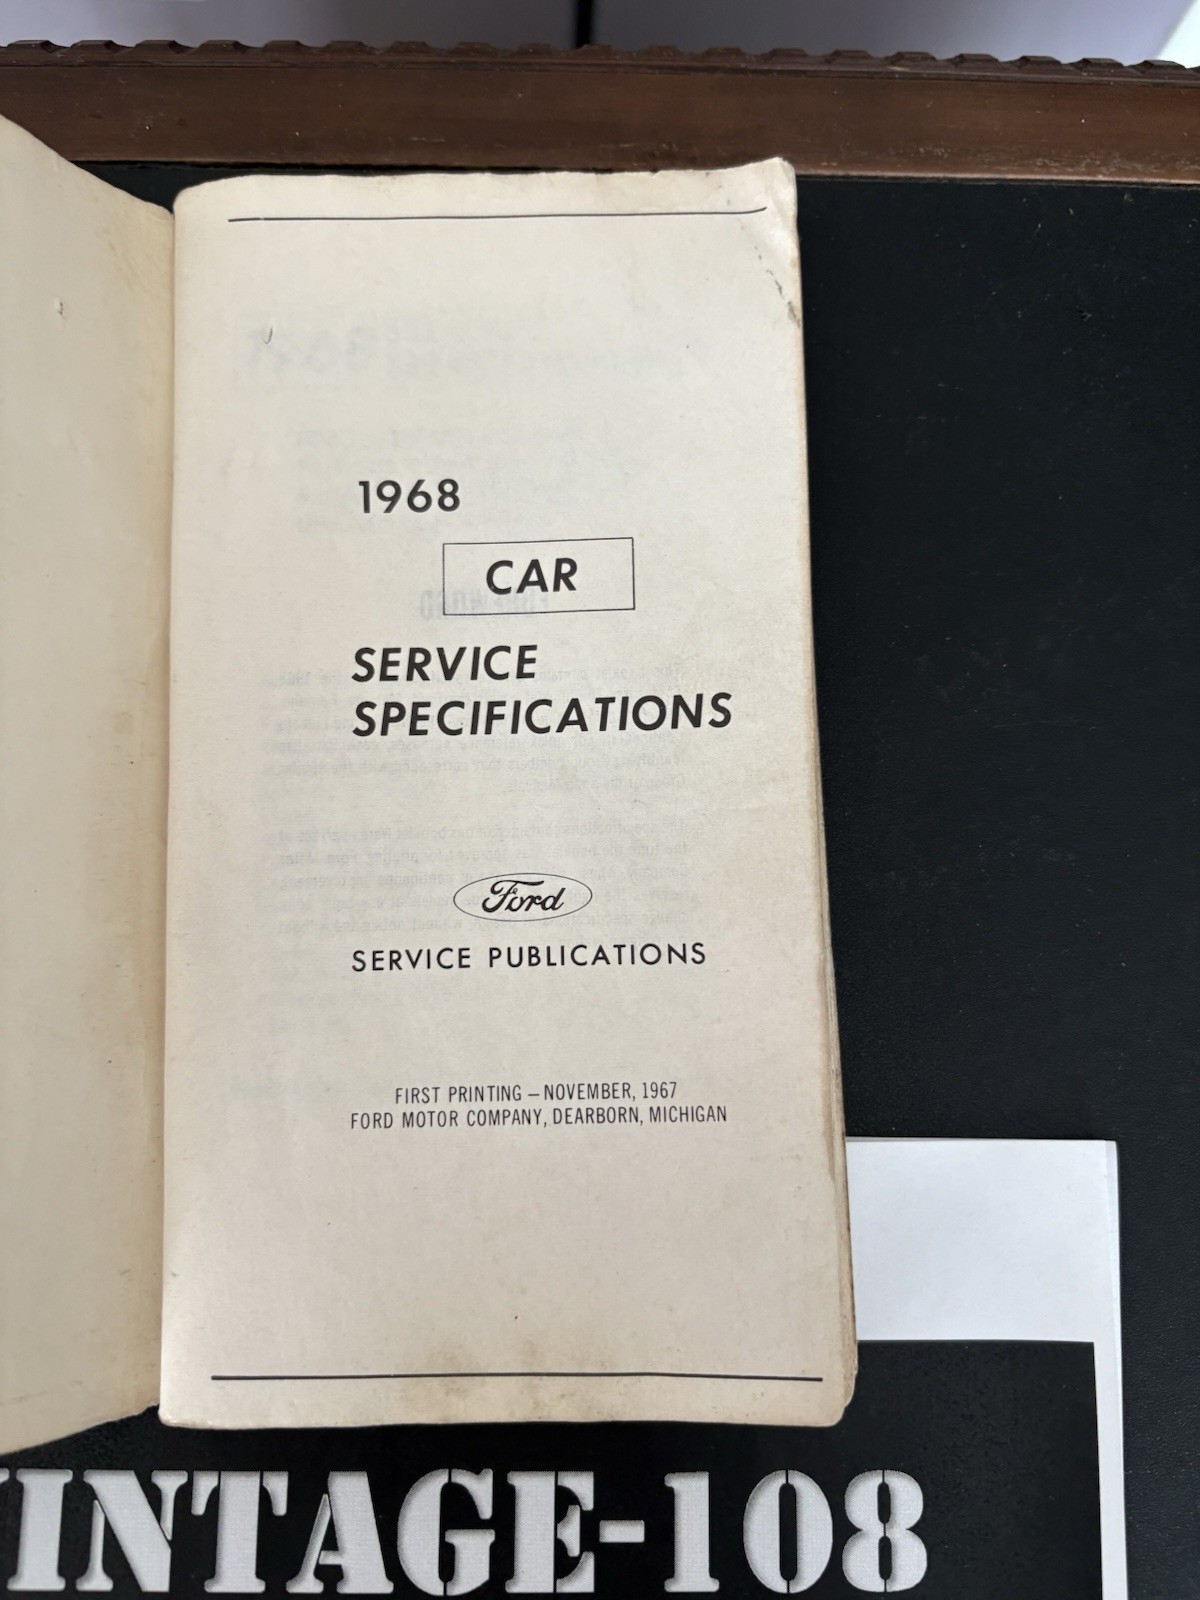 1968
CAR
SERVICE
SPECIFICATIONS
Ford
SERVICE PUBLICATIONS
FIRST PRINTING – NOVEMBER, 1967
FORD MOTOR COMPANY, DEARBORN, MICHIGAN
INTAGE-108